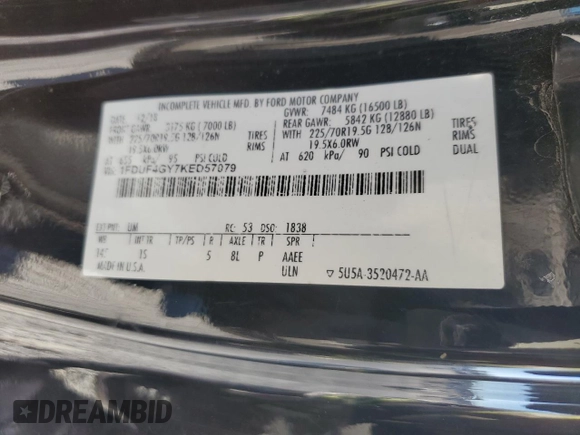 INCOMPLETE VEHICLE MFD. BY FORD MOTOR COMPANY
DATE: 12/18 GVWR: 7484 KG (16500 LB)
FRONT GAWR: KG (7000 LB) REAR GAWR: 5842 KG (12880 LB)
WITH 225/70R19.5G 128/126N TIRES WITH 225/70R19.5G 128/126N TIRES
19.5X6.0RW RIMS 19.5X6.0RW RIMS
AT kPa/ 95 PSI COLD AT 620 kPa/ 90 PSI COLD DUAL
1FDUF4GY7KED57079
EXT PNT: UM RC: 53 DSO: 1838
WB INT TR TP/PS R AXLE TR SPR
15 5 8L P AAEE
MADE IN U.S.A. ULN ▽ 5U5A-3520472-AA
DREAMBID